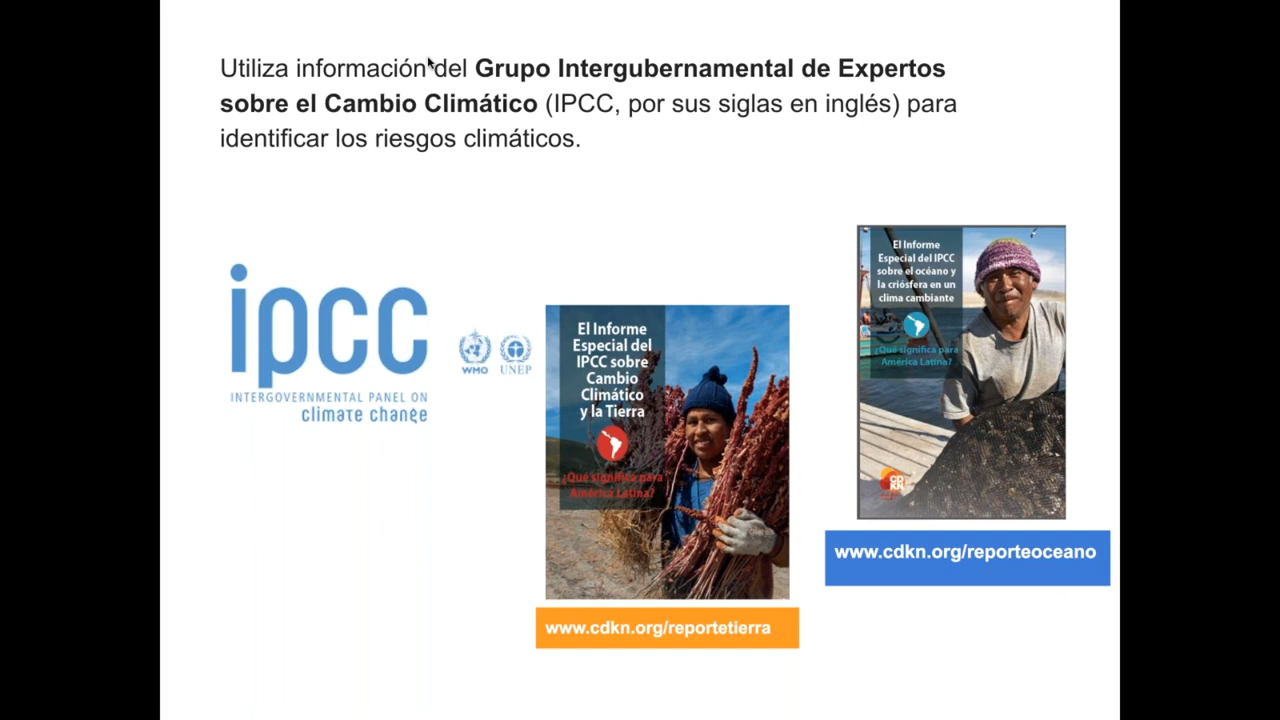 Utiliza información del Grupo Intergubernamental de Expertos
sobre el Cambio Climático (IPCC, por sus siglas en inglés) para
identificar los riesgos climáticos.
ipcc
INTERGOVERNMENTAL PANEL ON
climate change
WMO
UNEP
El Informe
Especial del
IPCC sobre
Cambio
Climático
y la Tierra
¿Qué significa para
América Latina?
www.cdkn.org/reportetierra
El Informe
Especial del IPCC
sobre el océano y
la criósfera en un
clima cambiante
¿Qué significa para
América Latina?
CD
KN
www.cdkn.org/reporteoceano